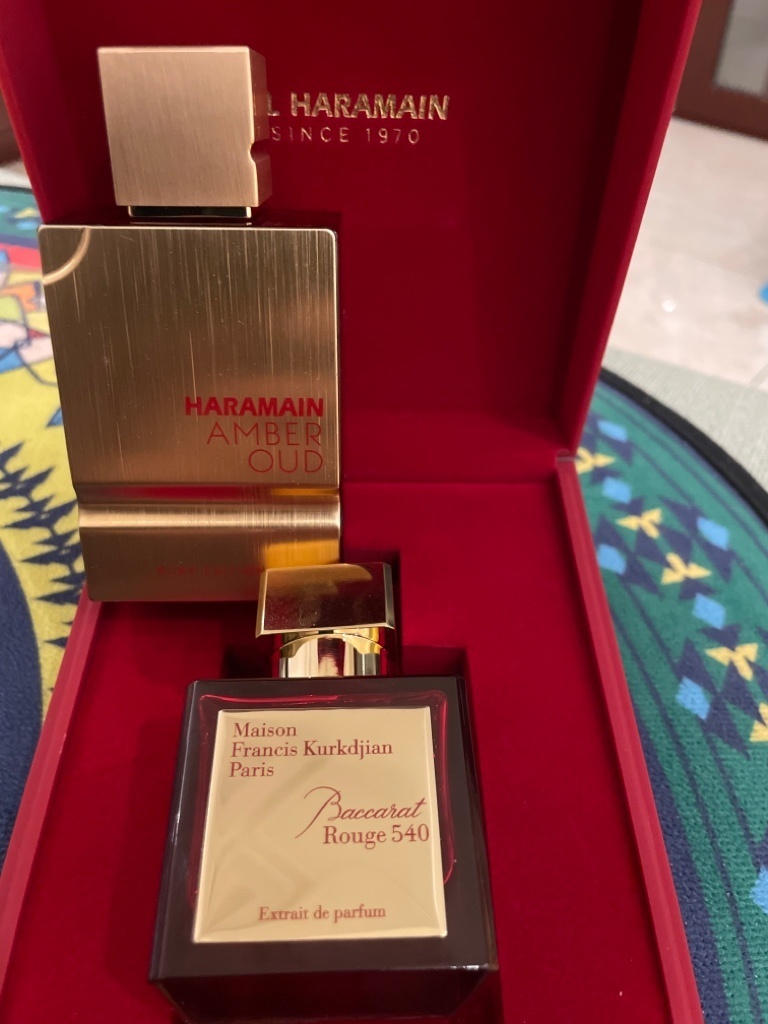 L HARAMAIN
SINCE 1970
HARAMAIN
AMBER
OUD
Maison
Francis Kurkdjian
Paris
Baccarat
Rouge 540
Extrait de parfum